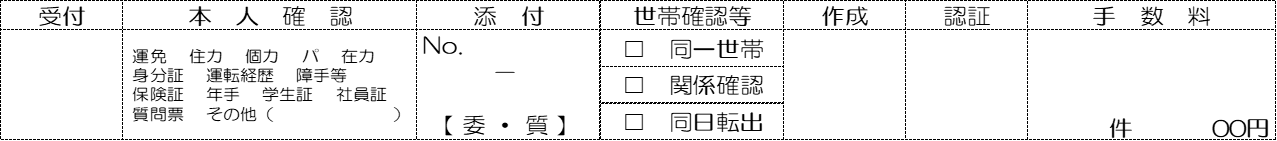 受付 本人確認 添付 世帯確認等 作成 認証 手数料
運免 住力 個力 パ 在力
身分証 運転経歴 障手等
保険証 年手 学生証 社員証
質問票 その他（ ）
No.
―
【委・質】
□ 同一世帯
□ 関係確認
□ 同日転出
件 00円